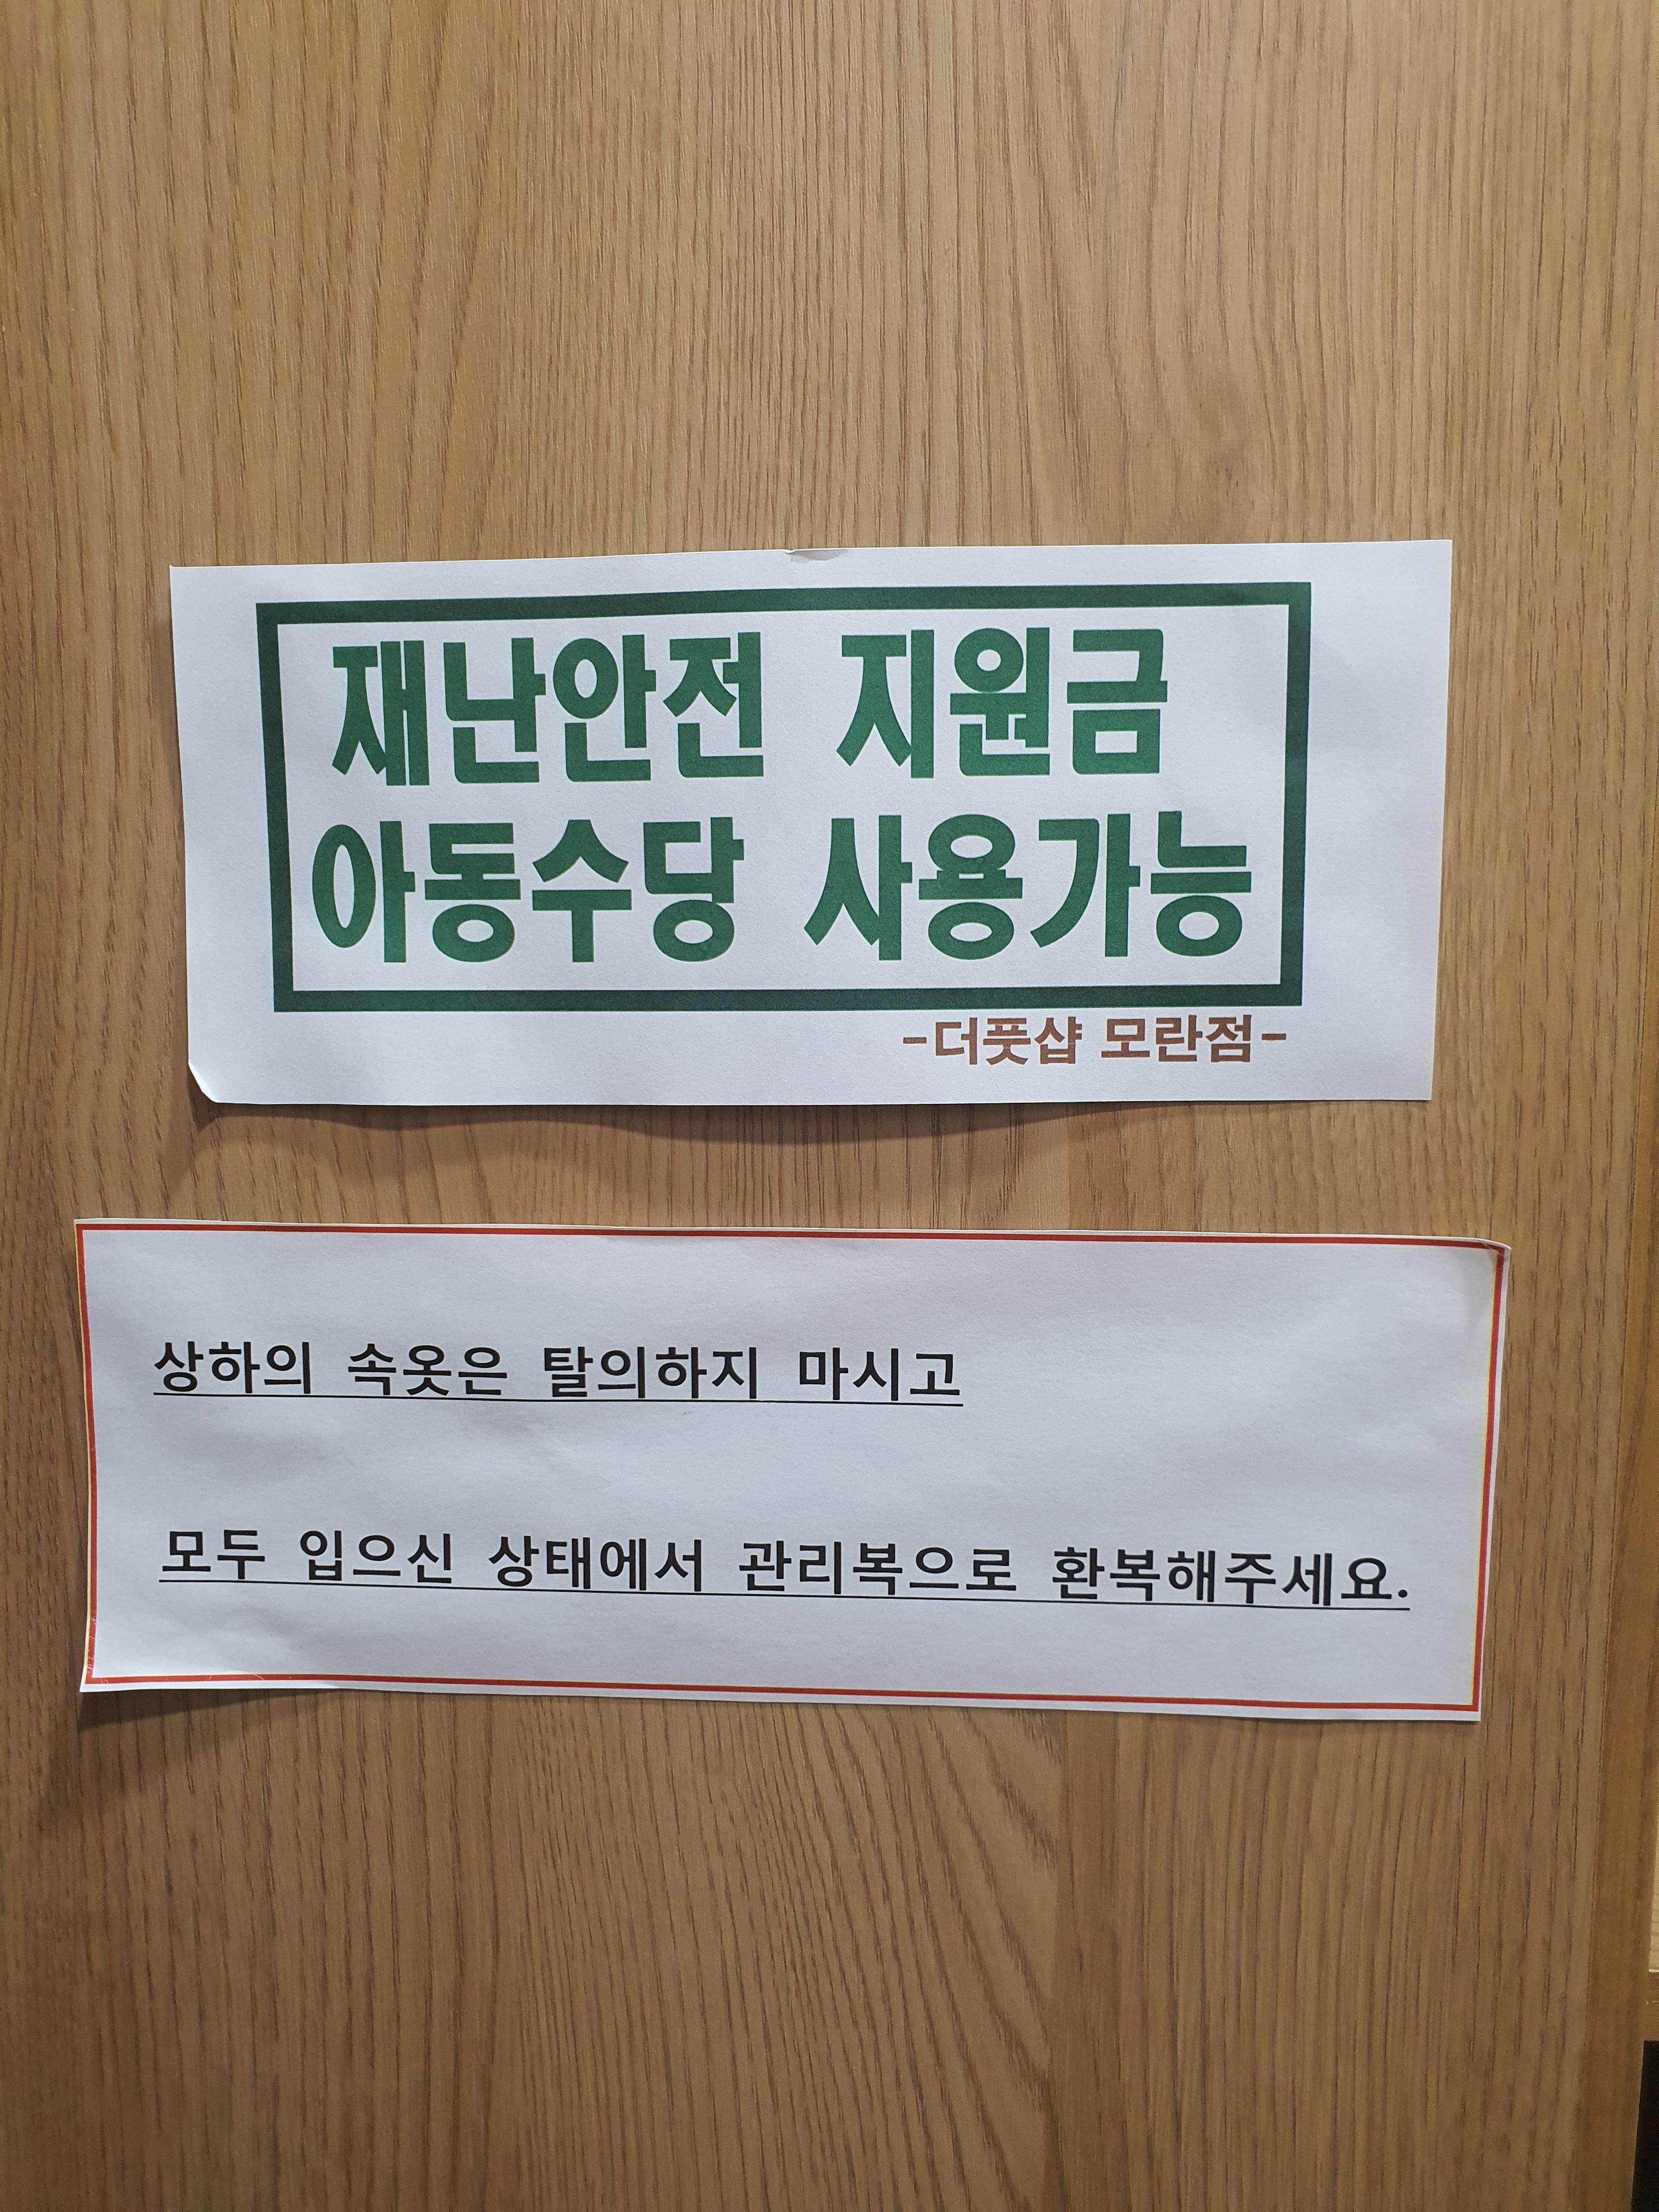 재난안전 지원금
아동수당 사용가능
-더풋샵 모란점-
상하의 속옷은 탈의하지 마시고
모두 입으신 상태에서 관리복으로 환복해주세요.